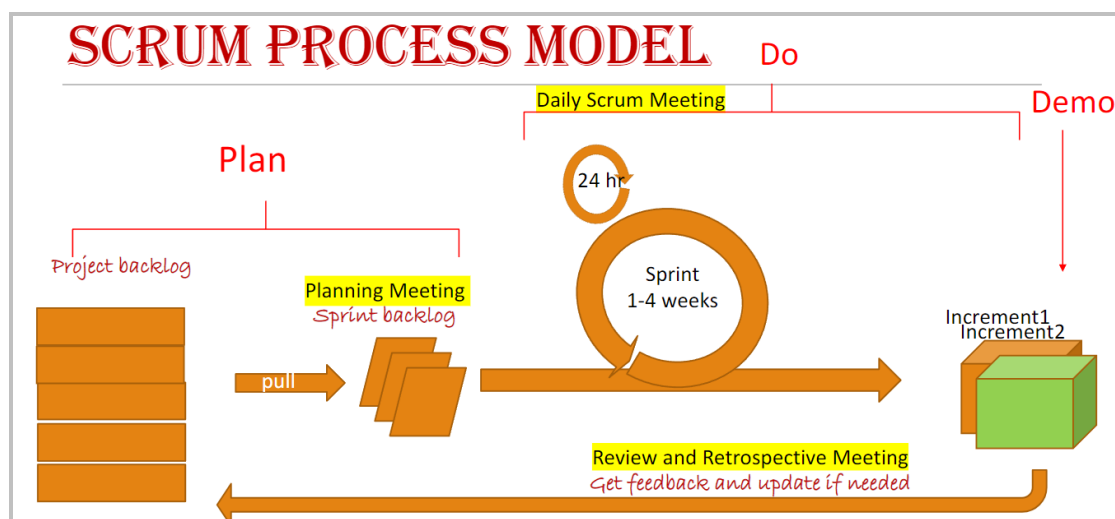 SCRUM PROCESS MODEL
Do
Daily Scrum Meeting
Demo
Plan
24 hr
Project backlog
Planning Meeting
Sprint backlog
Sprint
1-4 weeks
Increment1
Increment2
pull
Review and Retrospective Meeting
Get feedback and update if needed